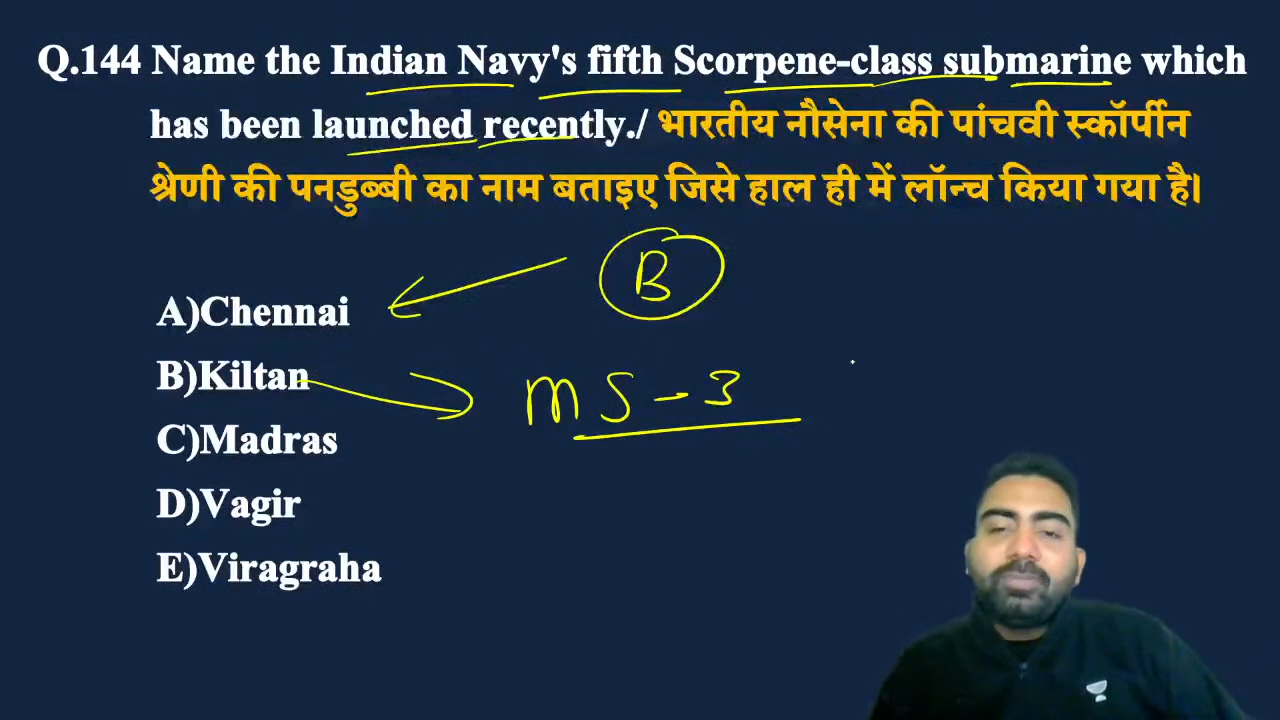 Q.144 Name the Indian Navy's fifth Scorpene-class submarine which
has been launched recently./ भारतीय नौसेना की पांचवी स्कॉर्पीन
श्रेणी की पनडुब्बी का नाम बताइए जिसे हाल ही में लॉन्च किया गया है।
B
A)Chennai
B)Kiltan
MS-3
C)Madras
D)Vagir
E)Viragraha